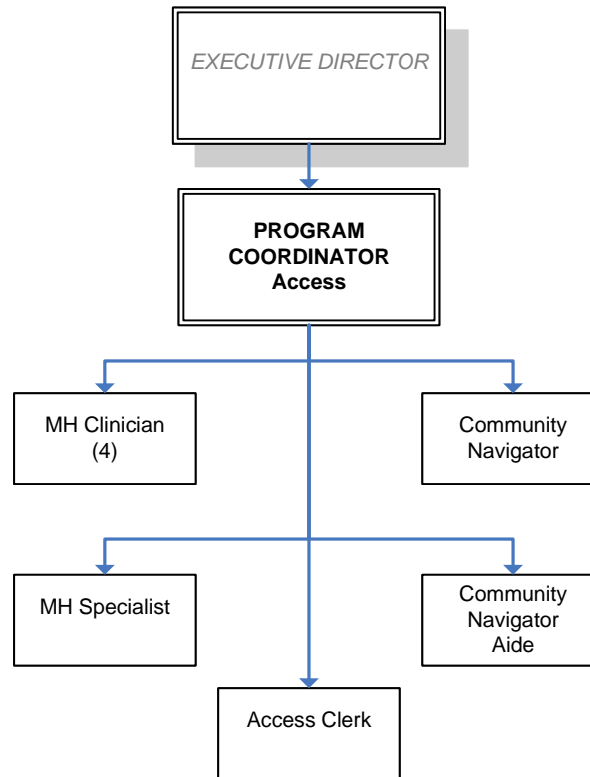 EXECUTIVE DIRECTOR
PROGRAM
COORDINATOR
Access
MH Clinician
(4)
Community
Navigator
MH Specialist
Community
Navigator
Aide
Access Clerk